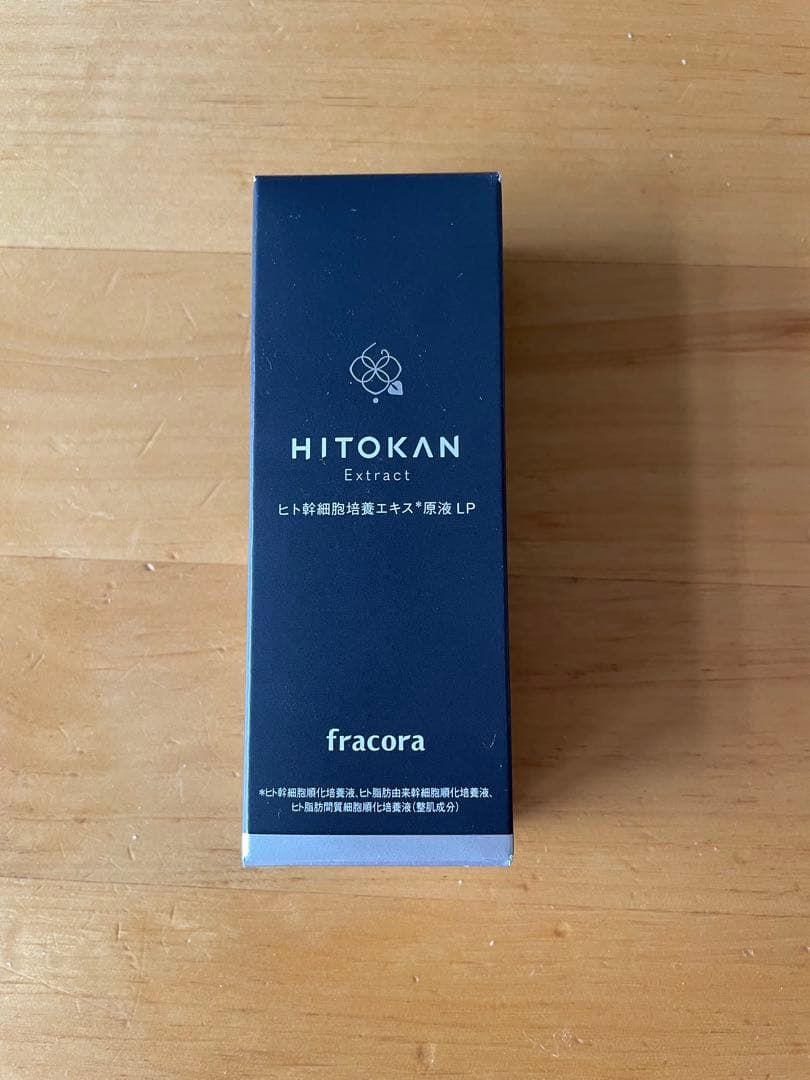 HITOKAN
Extract
ヒト幹細胞培養エキス*原液 LP
fracora
*ヒト幹細胞順化培養液、ヒト脂肪由来幹細胞順化培養液、
ヒト脂肪間質細胞順化培養液(整肌成分)